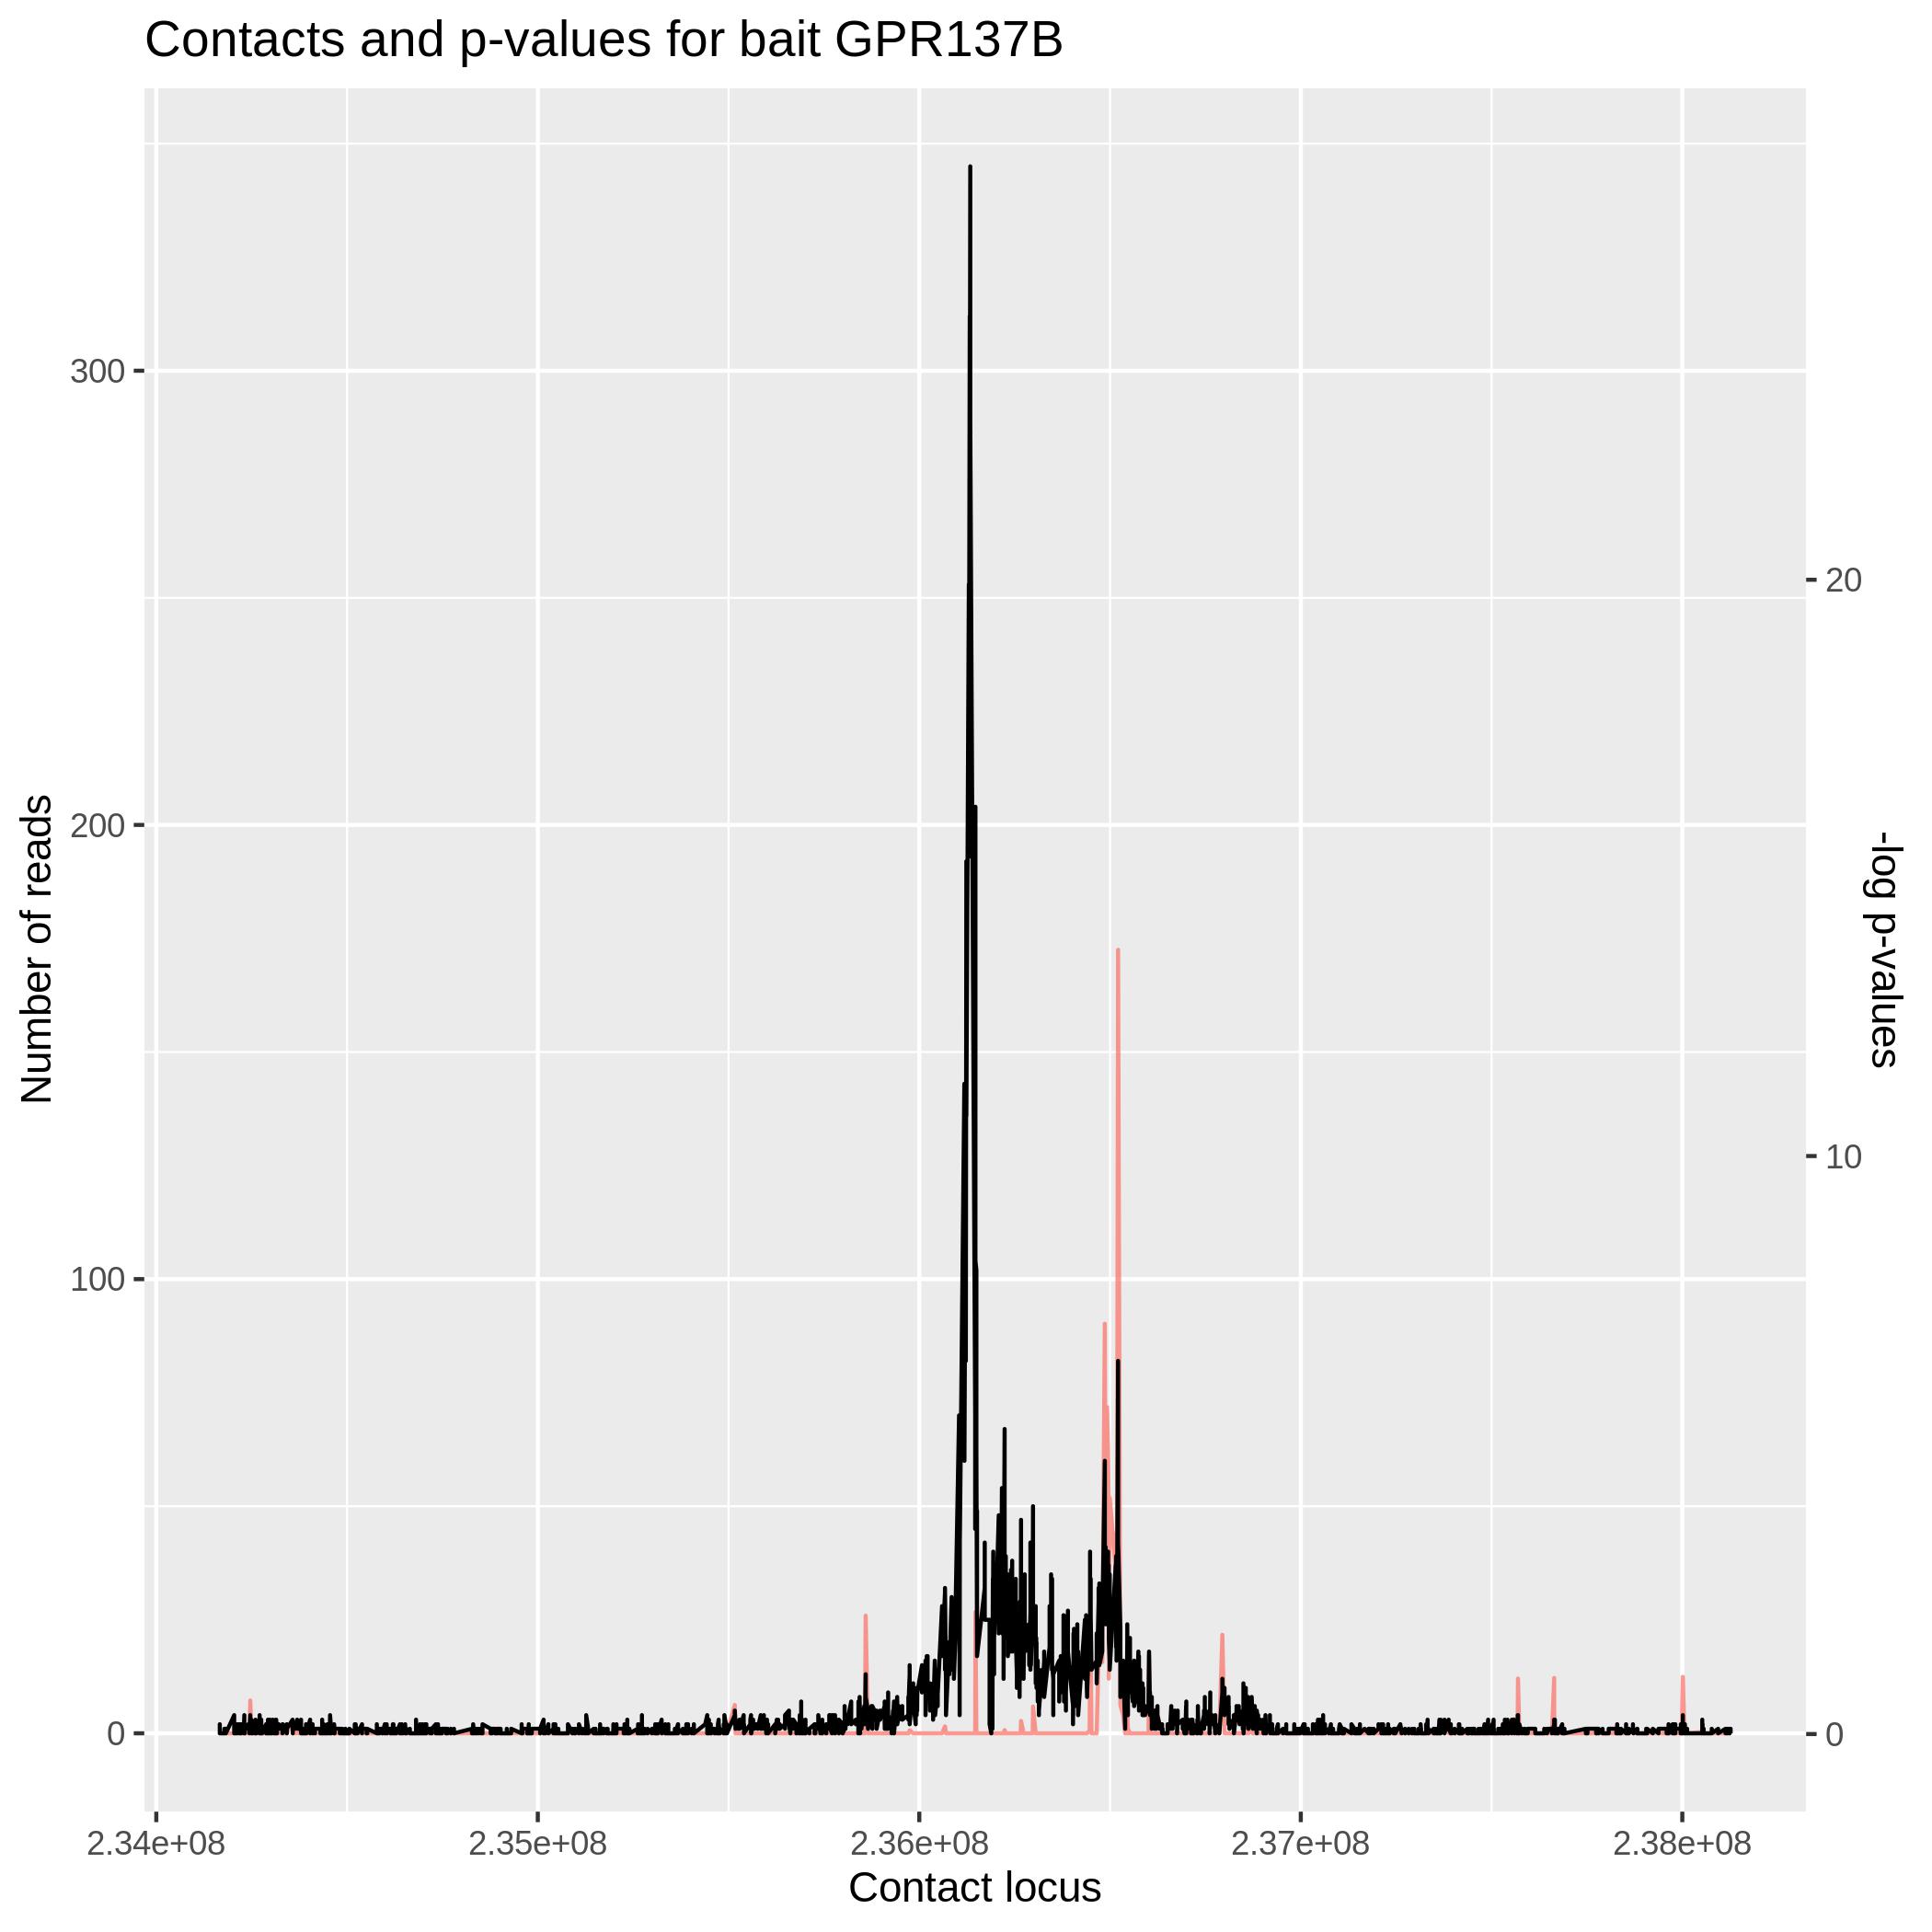 Contacts and p-values for bait GPR137B
300
200
100
0
20
10
0
Number of reads
-log p-values
2.34e+08
2.35e+08
2.36e+08
2.37e+08
2.38e+08
Contact locus